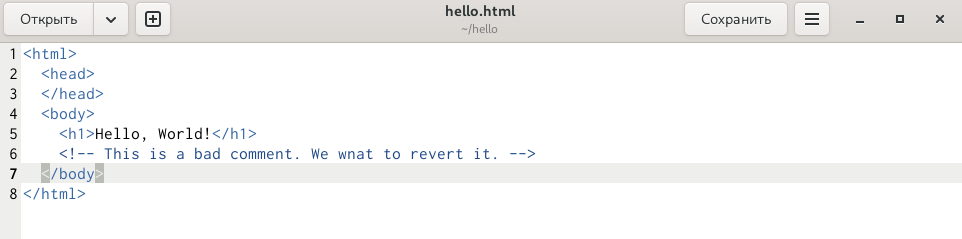 Открыть
hello.html
~/hello
Сохранить
1 <html>
2   <head>
3   </head>
4   <body>
5     <h1>Hello, World!</h1>
6     <!-- This is a bad comment. We wnat to revert it. -->
7   </body>
8 </html>